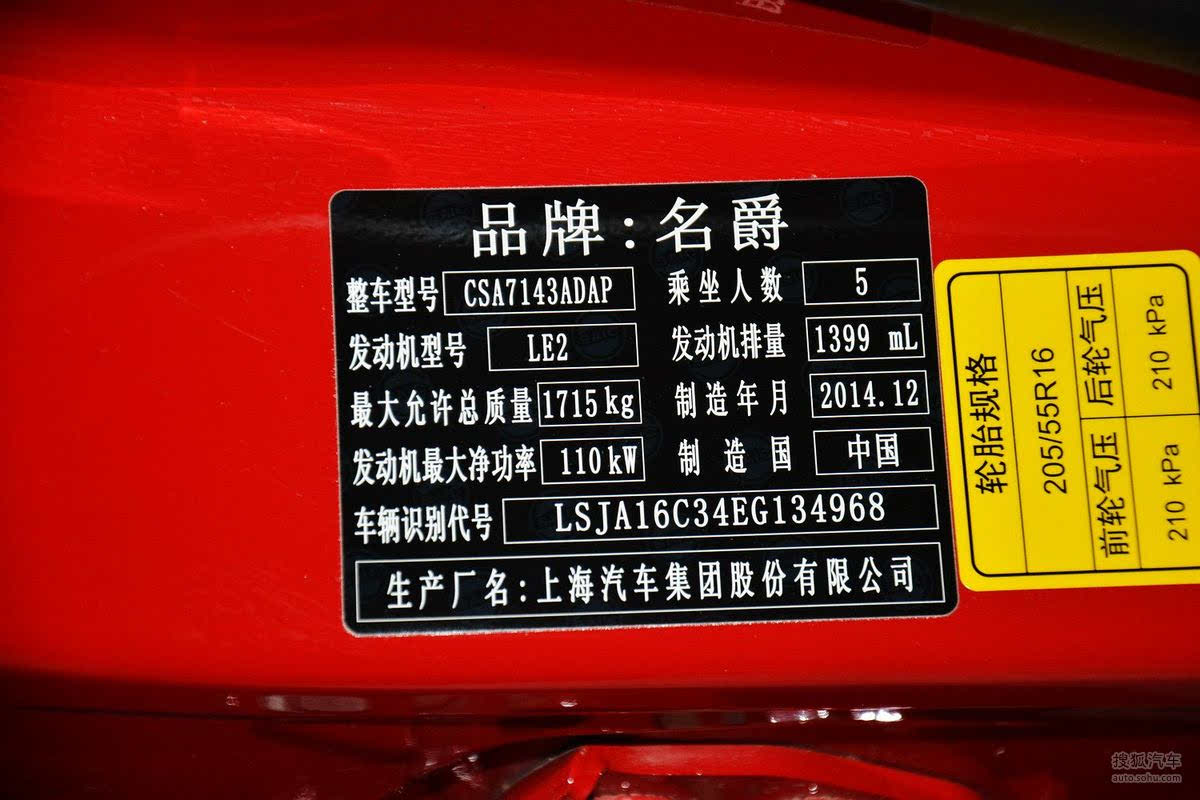 品牌:名爵
整车型号 CSA7143ADAP 乘坐人数 5
发动机型号 LE2 发动机排量 1399 mL
最大允许总质量 1715kg 制造年月 2014.12
发动机最大净功率 110kW 制造国 中国
车辆识别代号 LSJA16C34EG134968
生产厂名:上海汽车集团股份有限公司
轮胎规格
205/55R16
前轮气压 后轮气压
210 kPa 210 kPa
搜狐汽车
auto.sohu.com